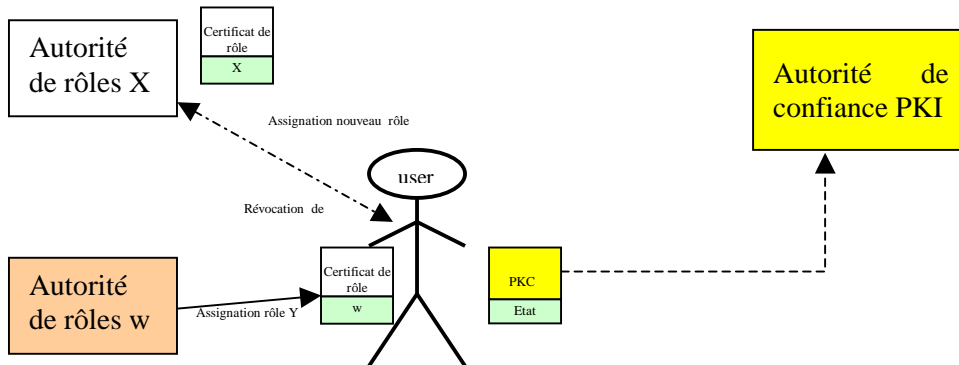 Autorité
de rôles X
Certificat de
rôle
X
Autorité de
confiance PKI
Assignation nouveau rôle
user
Révocation de
Autorité
de rôles w
Assignation rôle Y
Certificat de
rôle
w
PKC
Etat